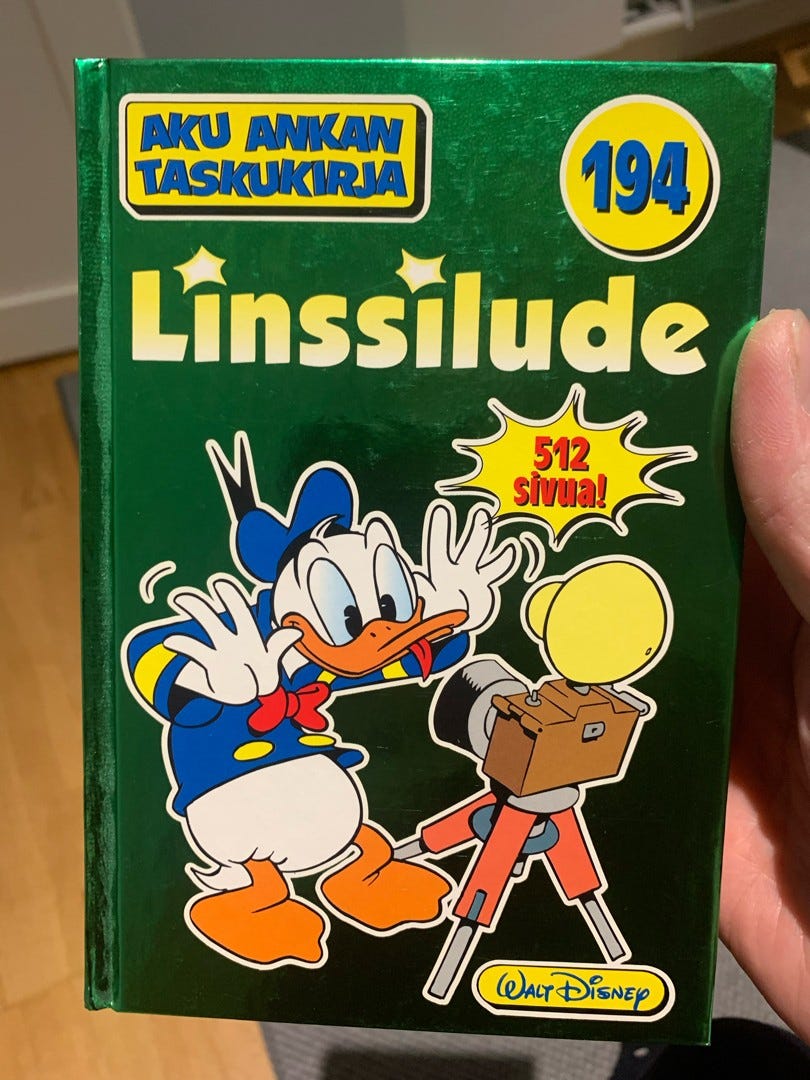 AKU ANKAN
TASKUKIRJA
194
Linssilude
512
sivua!
WALT DISNEY